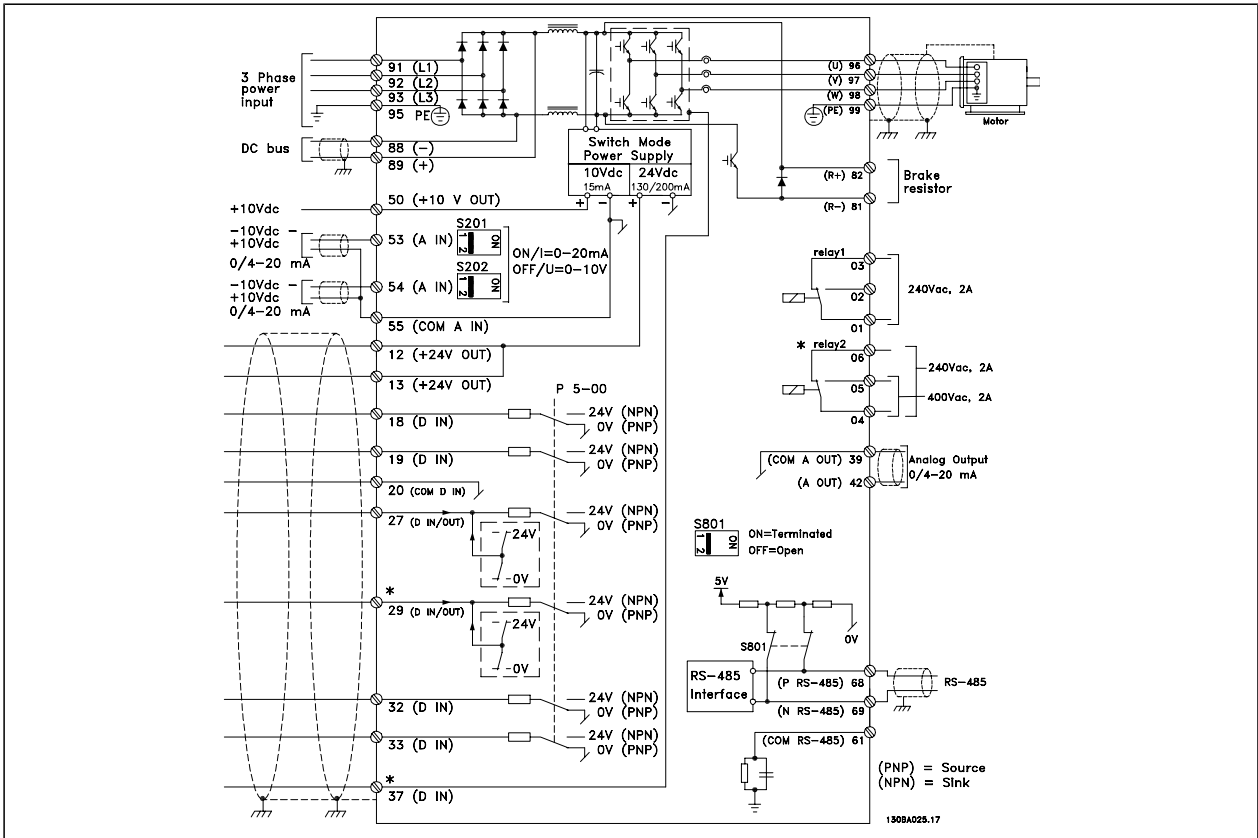 3 Phase
power
input
91 (L1)
92 (L2)
93 (L3)
95 PE
DC bus
88 (-)
89 (+)
+10Vdc
50 (+10 V OUT)
-10Vdc -
+10Vdc
0/4-20 mA
53 (A IN)
S201
ON
1 2
-10Vdc -
+10Vdc
0/4-20 mA
54 (A IN)
S202
ON
1 2
ON/I=0-20mA
OFF/U=0-10V
55 (COM A IN)
12 (+24V OUT)
13 (+24V OUT)
P 5-00
18 (D IN)
24V (NPN)
0V (PNP)
19 (D IN)
24V (NPN)
0V (PNP)
20 (COM D IN)
27 (D IN/OUT)
24V (NPN)
0V (PNP)
24V
0V
*
29 (D IN/OUT)
24V (NPN)
0V (PNP)
24V
0V
32 (D IN)
24V (NPN)
0V (PNP)
33 (D IN)
24V (NPN)
0V (PNP)
*
37 (D IN)
Switch Mode
Power Supply
10Vdc
15mA
24Vdc
130/200mA
+ - + -
(U) 96
(V) 97
(W) 98
(PE) 99
Motor
(R+) 82
(R-) 81
Brake
resistor
relay1
03
02
01
240Vac, 2A
* relay2
06
05
04
240Vac, 2A
400Vac, 2A
(COM A OUT) 39
(A OUT) 42
Analog Output
0/4-20 mA
S801
ON
1 2
ON=Terminated
OFF=Open
5V
0V
S801
RS-485
Interface
(P RS-485) 68
(N RS-485) 69
RS-485
(COM RS-485) 61
(PNP) = Source
(NPN) = Sink
130BA025.17